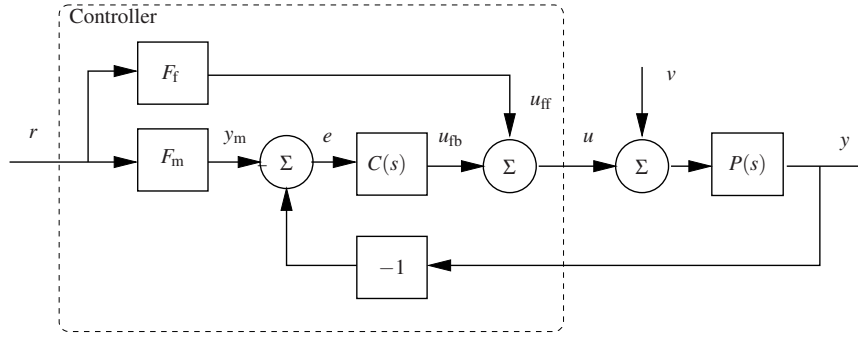 Controller
F_f
u_ff
v
r
F_m
y_m
Σ
e
C(s)
u_fb
Σ
u
Σ
P(s)
y
−1